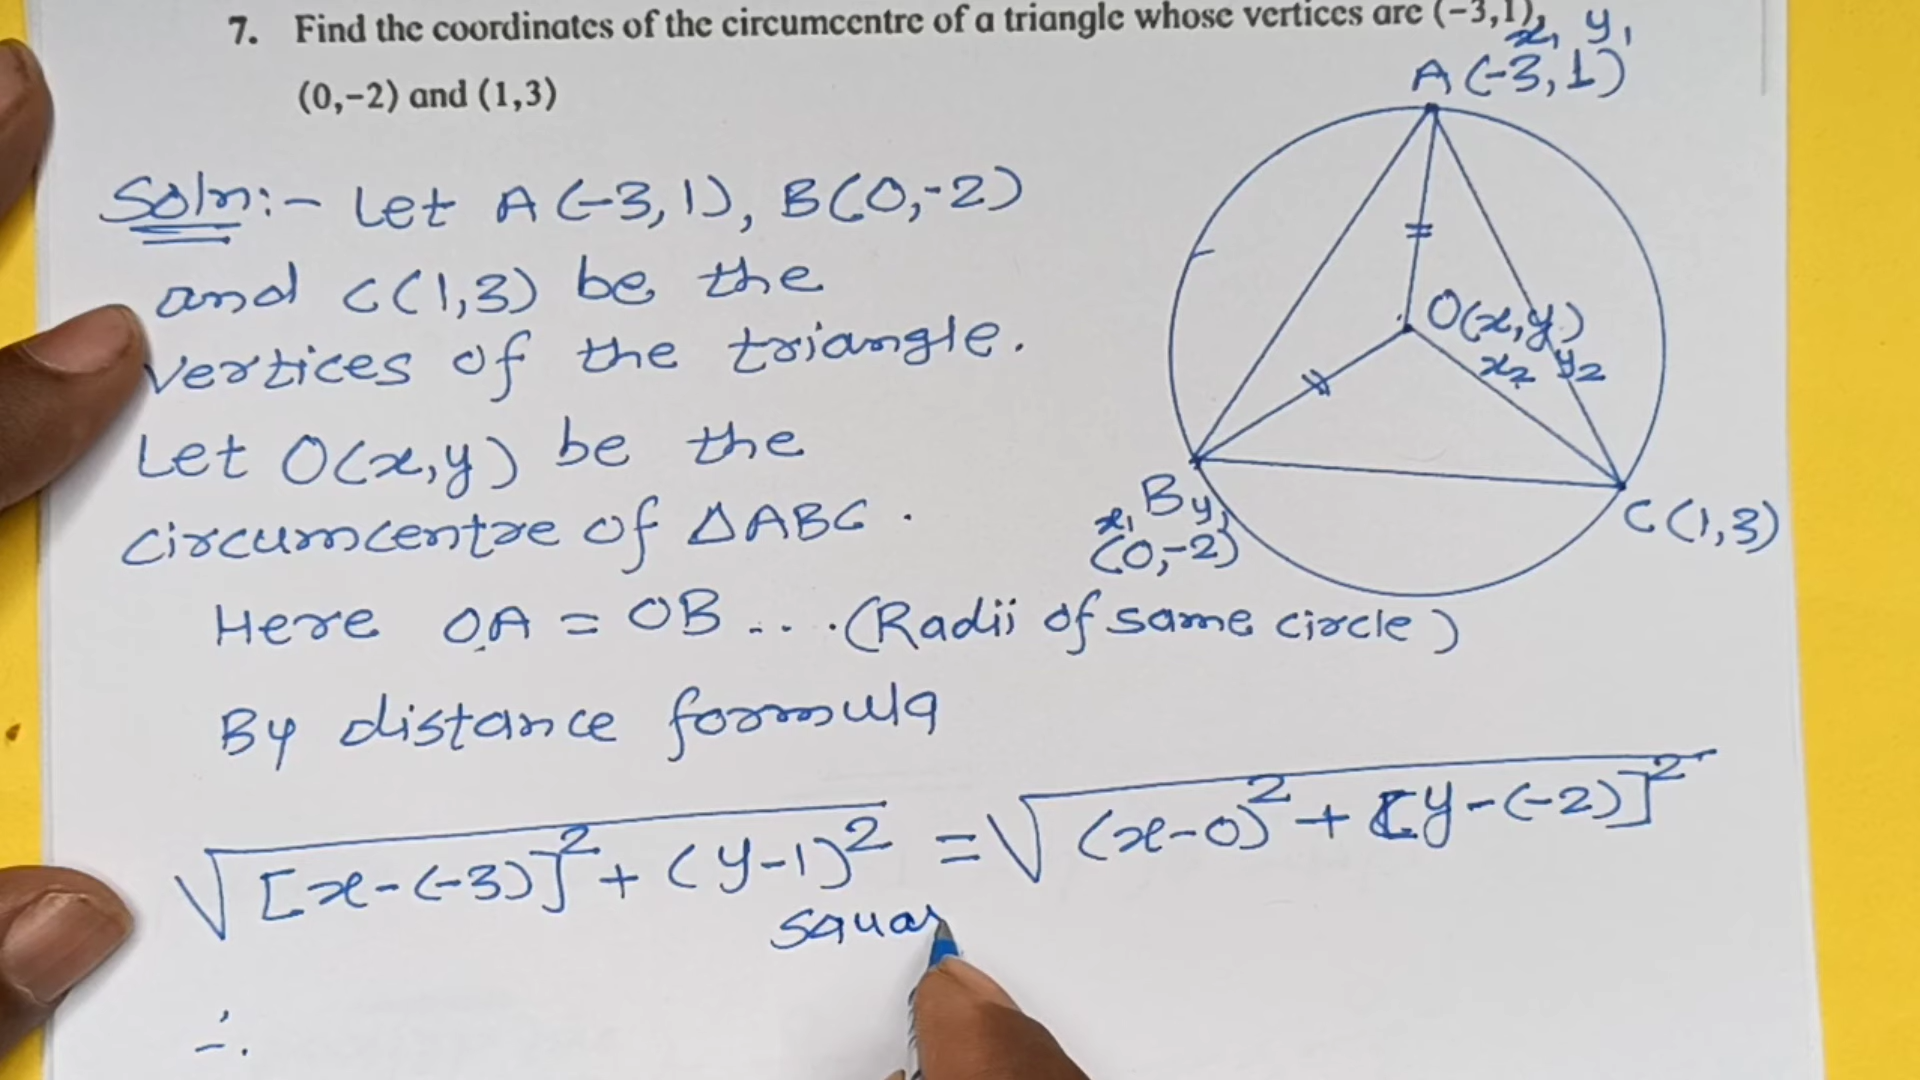 7. Find the coordinates of the circumcentre of a triangle whose vertices are (-3,1),
(0,-2) and (1,3)
x₁ y₁
A (-3, 1)
Soln:- Let A (-3, 1), B(0,-2)
and C(1,3) be the
vertices of the triangle.
O(x,y)
x₂ y₂
Let O(x,y) be the
circumcentre of △ABC.
B
x₁ y₁
(0,-2)
C(1,3)
Here OA = OB ... (Radii of same circle)
By distance formula
√[x-(-3)]² + (y-1)² = √(x-0)² + [y-(-2)]²
squar
∴